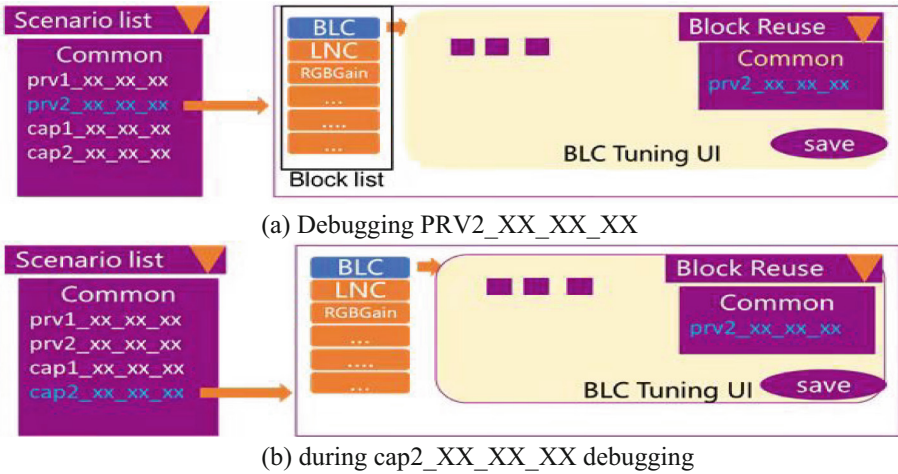 Scenario list
Common
prv1_xx_xx_xx
prv2_xx_xx_xx
cap1_xx_xx_xx
cap2_xx_xx_xx
BLC
LNC
RGBGain
...
....
...
Block list
Block Reuse
Common
prv2_xx_xx_xx
save
BLC Tuning UI
(a) Debugging PRV2_XX_XX_XX
Scenario list
Common
prv1_xx_xx_xx
prv2_xx_xx_xx
cap1_xx_xx_xx
cap2_xx_xx_xx
BLC
LNC
RGBGain
...
....
...
Block Reuse
Common
prv2_xx_xx_xx
BLC Tuning UI
save
(b) during cap2_XX_XX_XX debugging